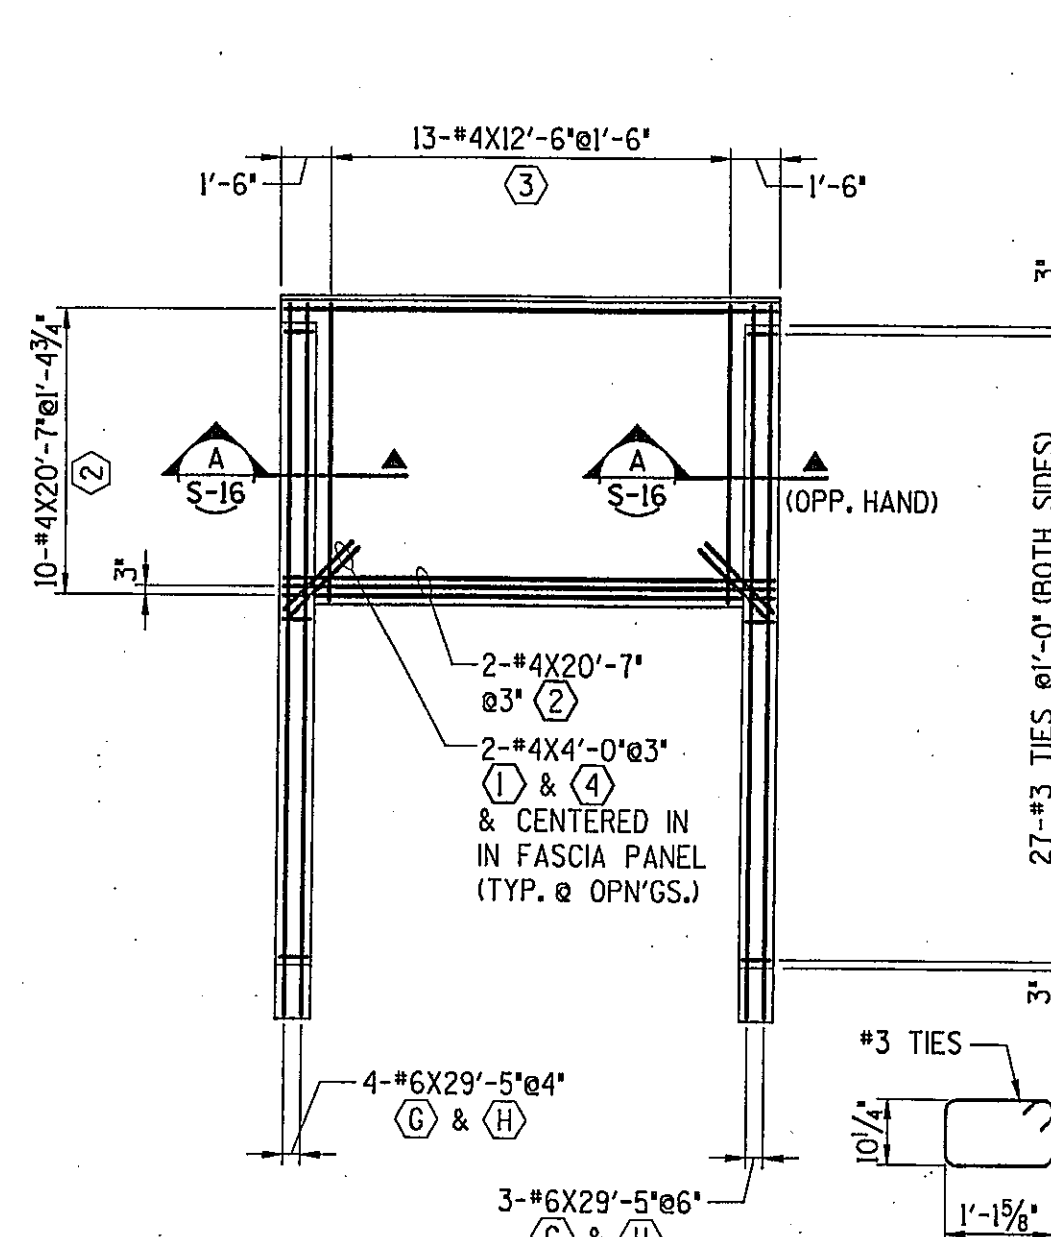 13-#4X12'-6"@1'-6"
1'-6"
3
1'-6"
3"
10-#4X20'-7"@1'-4¾"
2
A
S-16
A
S-16
(OPP. HAND)
3"
27-#3 TIES @1'-0" (BOTH SIDES)
2-#4X20'-7"
@3" 2
2-#4X4'-0"@3"
1 & 4
& CENTERED IN
IN FASCIA PANEL
(TYP. @ OPN'GS.)
3"
#3 TIES
4-#6X29'-5"@4"
G & H
10¼"
3-#6X29'-5"@6"
G & H
1'-1⅝"